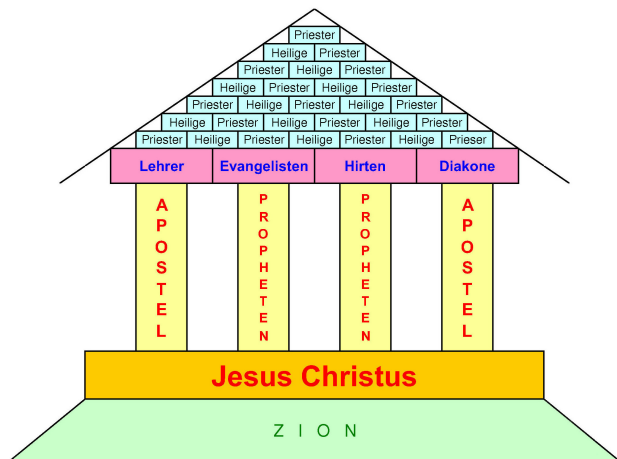 Priester
Heilige Priester
Priester Heilige Priester
Heilige Priester Heilige Priester
Priester Heilige Priester Heilige Priester
Heilige Priester Heilige Priester Heilige Priester
Priester Heilige Priester Heilige Priester Heilige Prieser
Lehrer Evangelisten Hirten Diakone
APOSTEL
PROPHETEN
PROPHETEN
APOSTEL
Jesus Christus
Z I O N